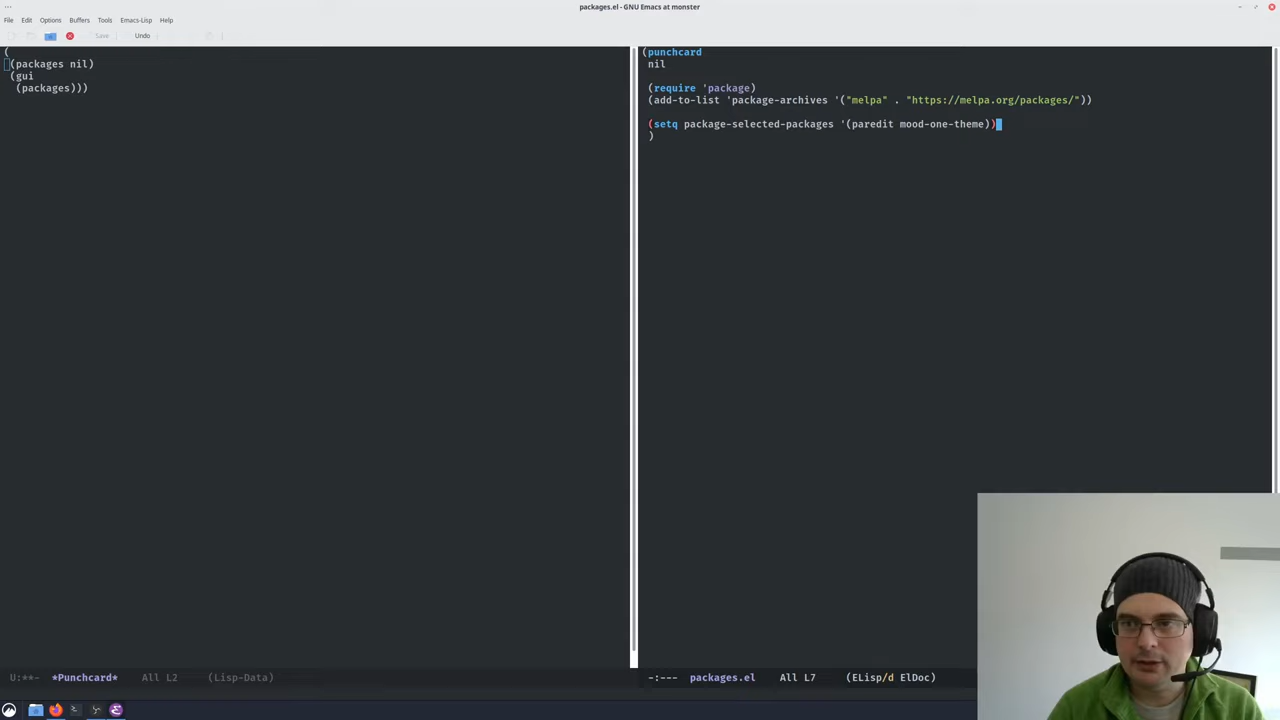 packages.el - GNU Emacs at monster
File Edit Options Buffers Tools Emacs-Lisp Help
Save Undo
(
(packages nil)
(gui
(packages)))
(punchcard
nil
(require 'package)
(add-to-list 'package-archives '("melpa" . "https://melpa.org/packages/"))
(setq package-selected-packages '(paredit mood-one-theme))
)
U:**- *Punchcard* All L2 (Lisp-Data)
-:--- packages.el All L7 (ELisp/d ElDoc)